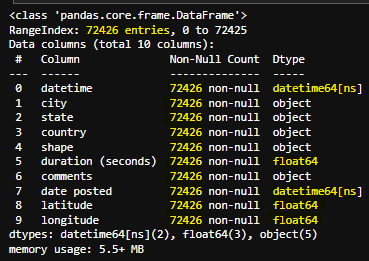 <class 'pandas.core.frame.DataFrame'>
RangeIndex: 72426 entries, 0 to 72425
Data columns (total 10 columns):
 #   Column              Non-Null Count  Dtype
---  ------              --------------  -----
 0   datetime            72426 non-null  datetime64[ns]
 1   city                72426 non-null  object
 2   state               72426 non-null  object
 3   country             72426 non-null  object
 4   shape               72426 non-null  object
 5   duration (seconds)  72426 non-null  float64
 6   comments            72426 non-null  object
 7   date posted         72426 non-null  datetime64[ns]
 8   latitude            72426 non-null  float64
 9   longitude           72426 non-null  float64
dtypes: datetime64[ns](2), float64(3), object(5)
memory usage: 5.5+ MB